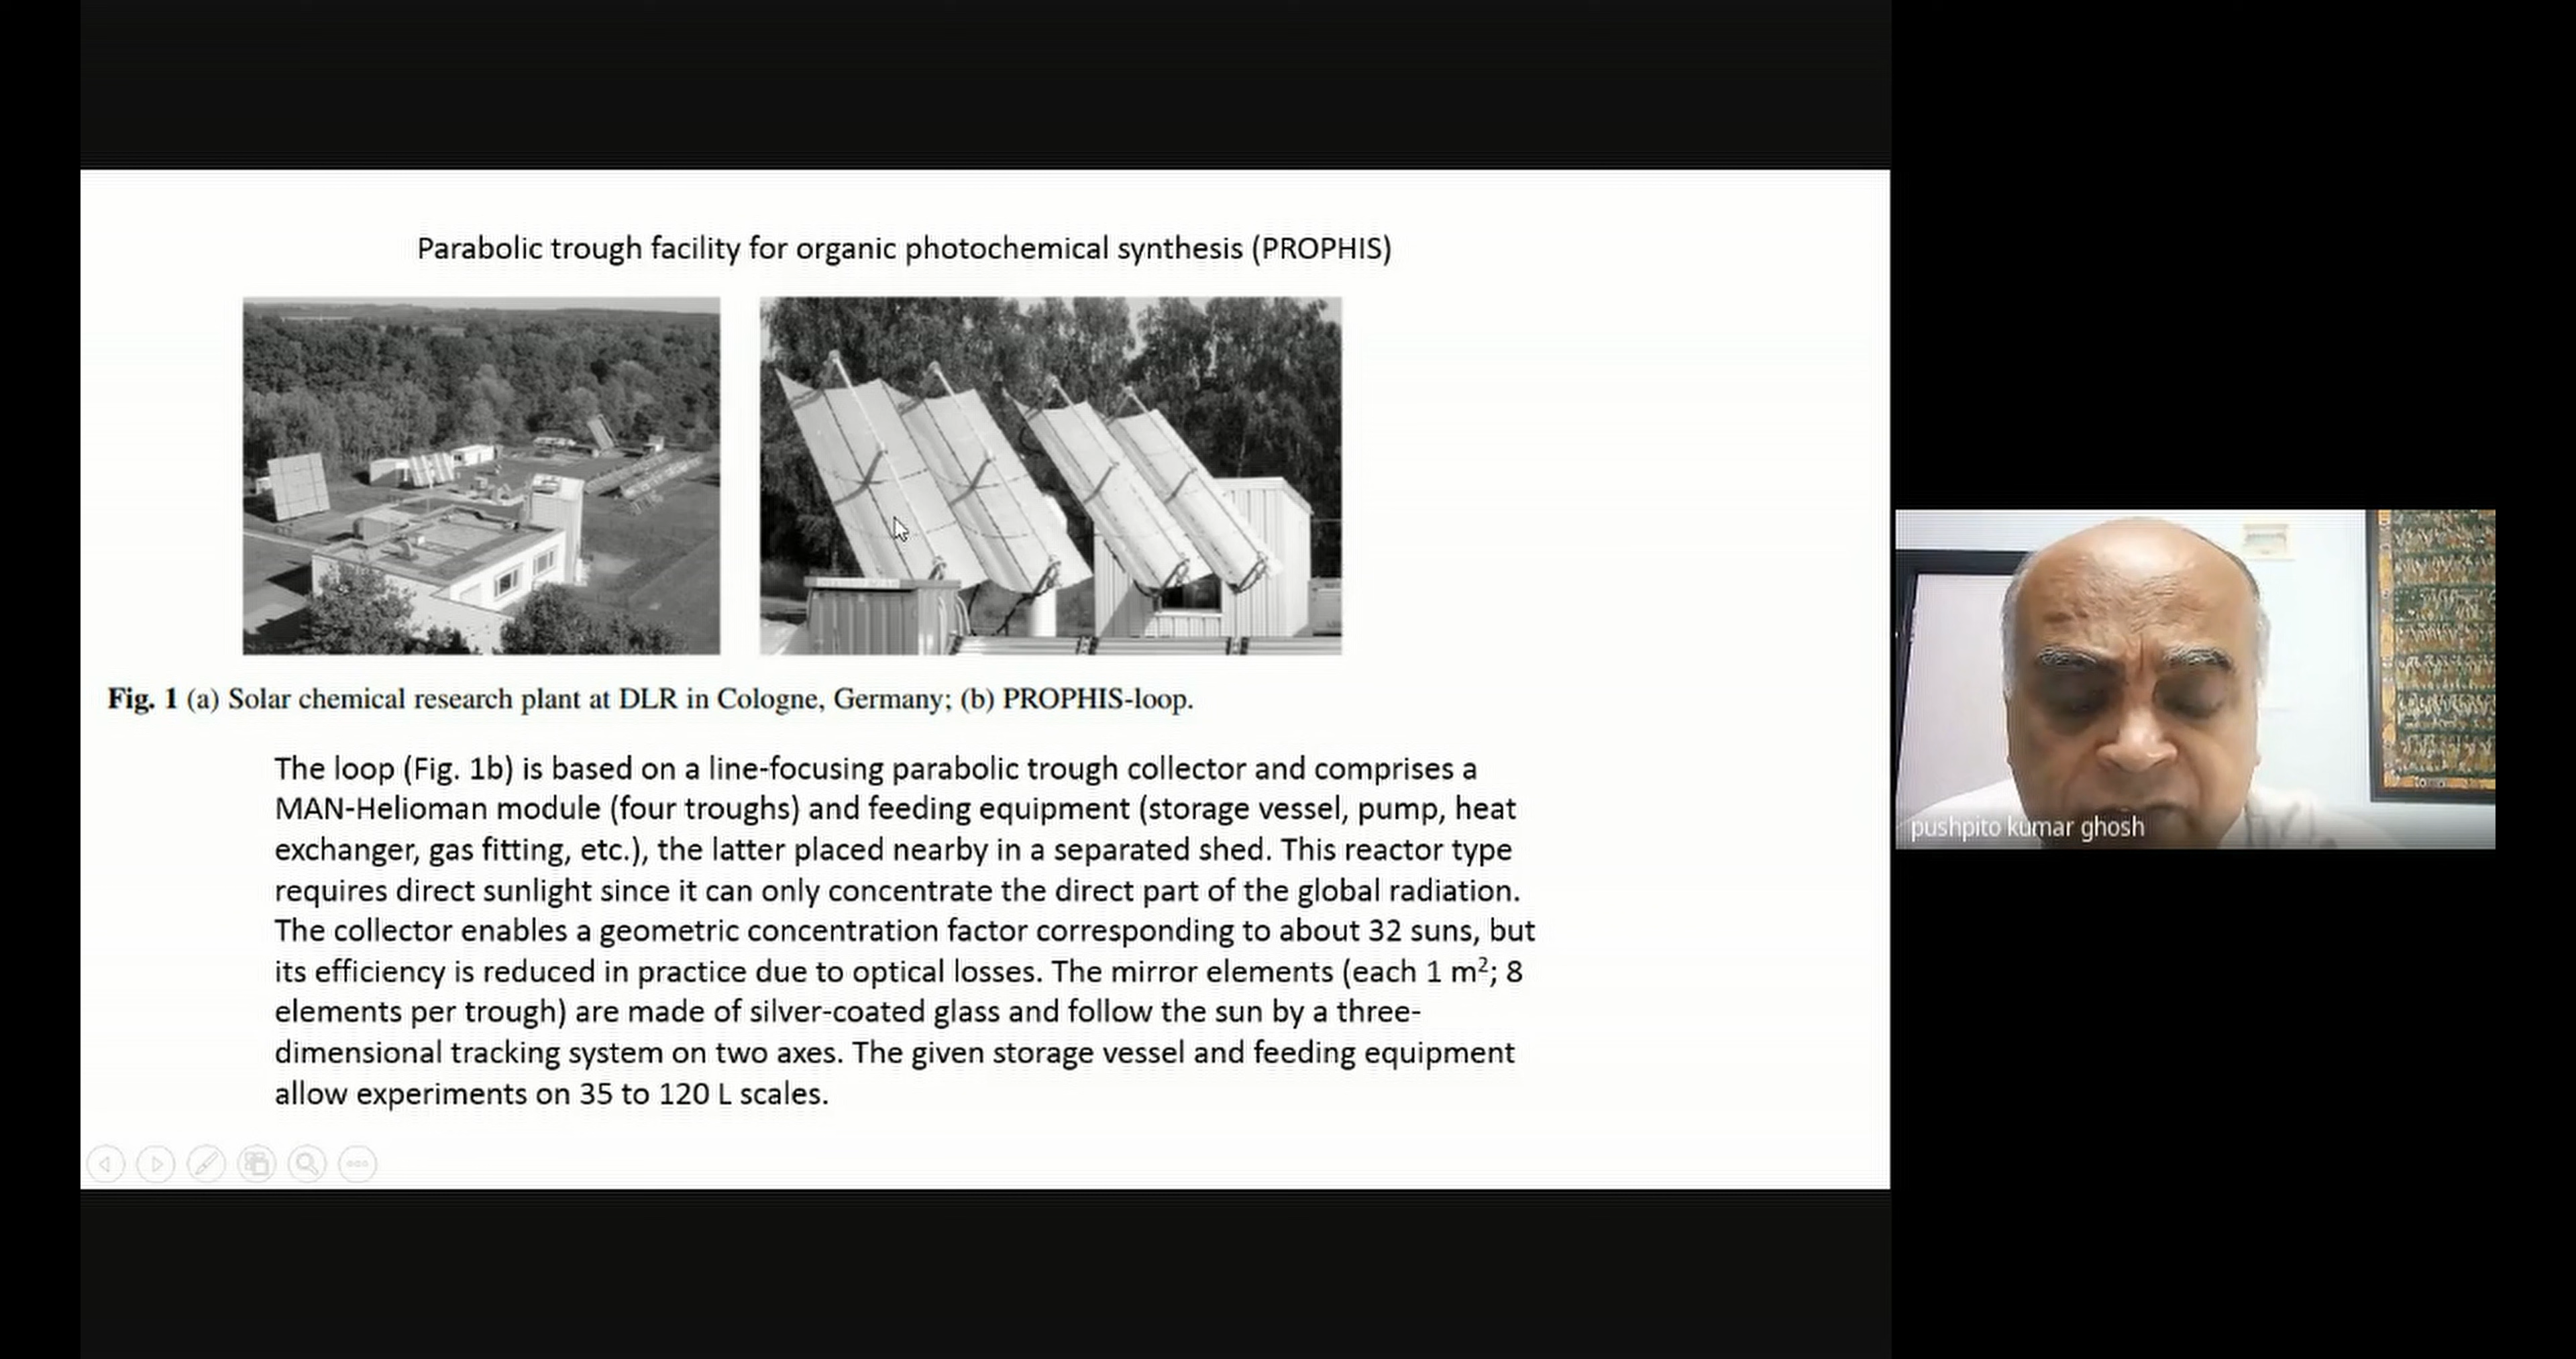 Parabolic trough facility for organic photochemical synthesis (PROPHIS)
Fig. 1 (a) Solar chemical research plant at DLR in Cologne, Germany; (b) PROPHIS-loop.
The loop (Fig. 1b) is based on a line-focusing parabolic trough collector and comprises a
MAN-Helioman module (four troughs) and feeding equipment (storage vessel, pump, heat
exchanger, gas fitting, etc.), the latter placed nearby in a separated shed. This reactor type
requires direct sunlight since it can only concentrate the direct part of the global radiation.
The collector enables a geometric concentration factor corresponding to about 32 suns, but
its efficiency is reduced in practice due to optical losses. The mirror elements (each 1 m²; 8
elements per trough) are made of silver-coated glass and follow the sun by a three-
dimensional tracking system on two axes. The given storage vessel and feeding equipment
allow experiments on 35 to 120 L scales.
pushpito kumar ghosh